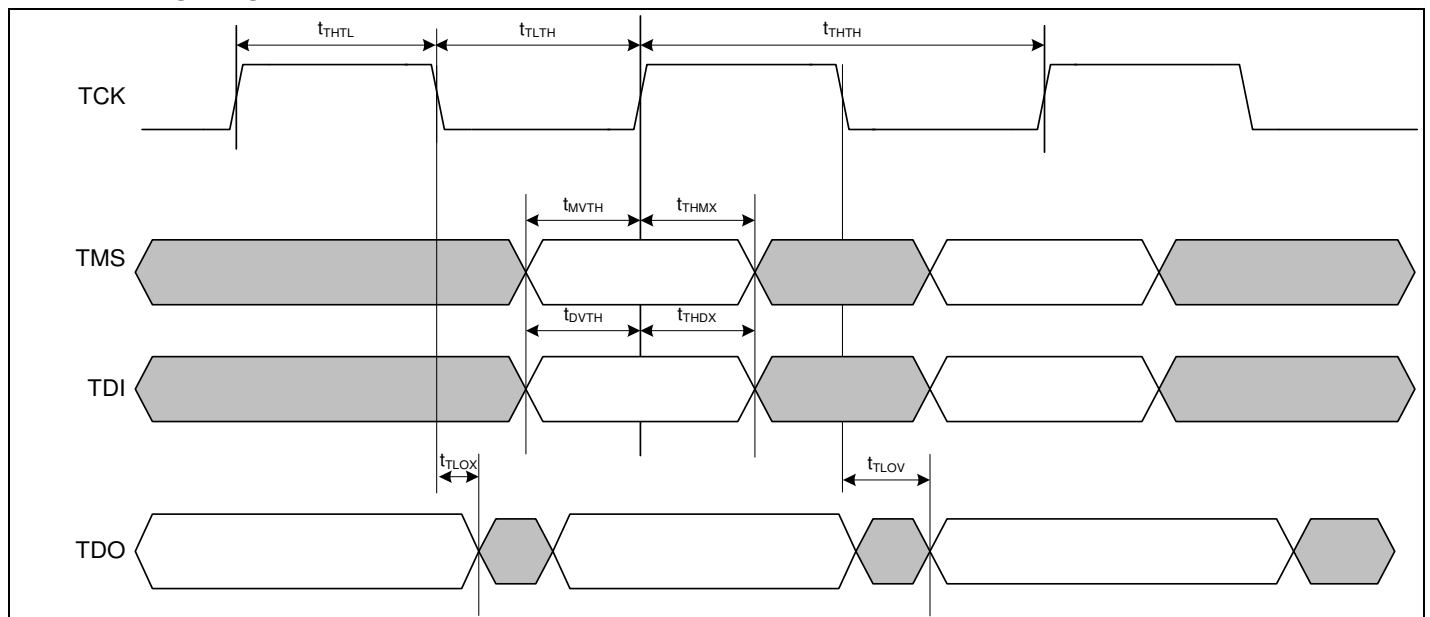 tTHTL tTLTH tTHTH
TCK
tMVTH tTHMX
TMS
tDVTH tTHDX
TDI
tTLOX tTLOV
TDO